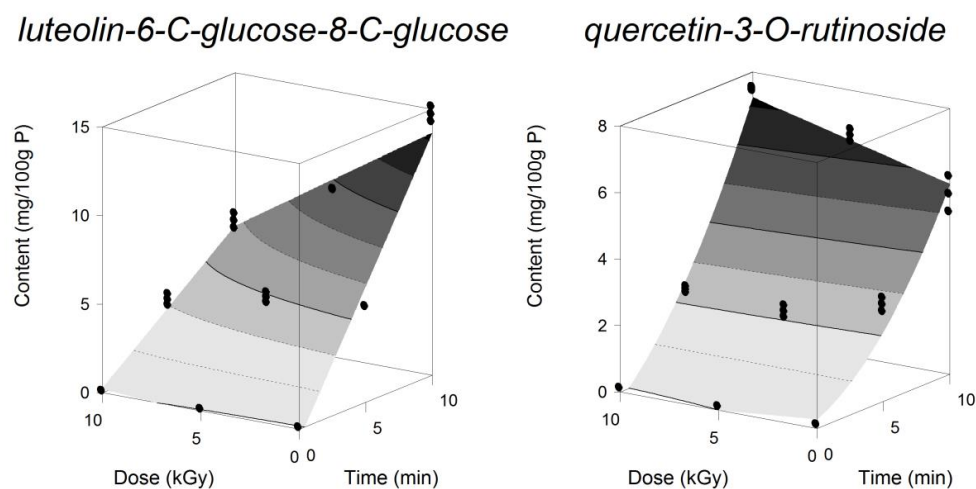 luteolin-6-C-glucose-8-C-glucose
quercetin-3-O-rutinoside
Content (mg/100g P)
15
10
5
0
10
5
0
0
5
10
Dose (kGy)
Time (min)
Content (mg/100g P)
8
6
4
2
0
10
5
0
0
5
10
Dose (kGy)
Time (min)